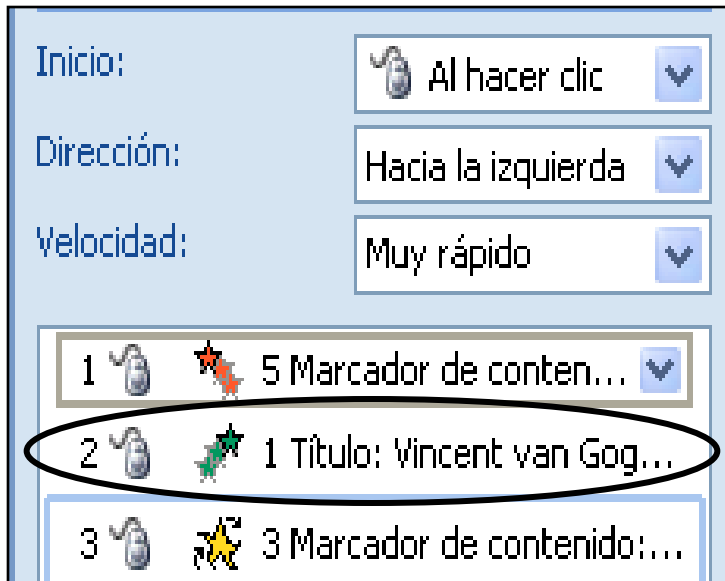 Inicio:
Al hacer clic
Dirección:
Hacia la izquierda
Velocidad:
Muy rápido
1 5 Marcador de conten...
2 1 Título: Vincent van Gog...
3 3 Marcador de contenido:...